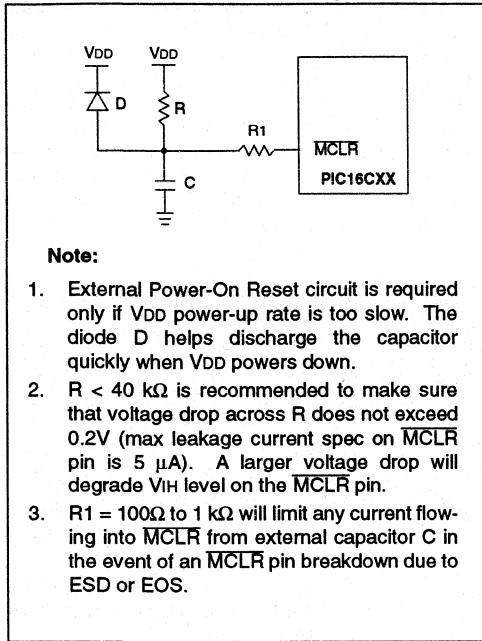 VDD VDD
D R
R1
MCLR
C PIC16CXX
Note:
1. External Power-On Reset circuit is required
only if VDD power-up rate is too slow. The
diode D helps discharge the capacitor
quickly when VDD powers down.
2. R < 40 kΩ is recommended to make sure
that voltage drop across R does not exceed
0.2V (max leakage current spec on MCLR
pin is 5 µA). A larger voltage drop will
degrade VIH level on the MCLR pin.
3. R1 = 100Ω to 1 kΩ will limit any current flow-
ing into MCLR from external capacitor C in
the event of an MCLR pin breakdown due to
ESD or EOS.